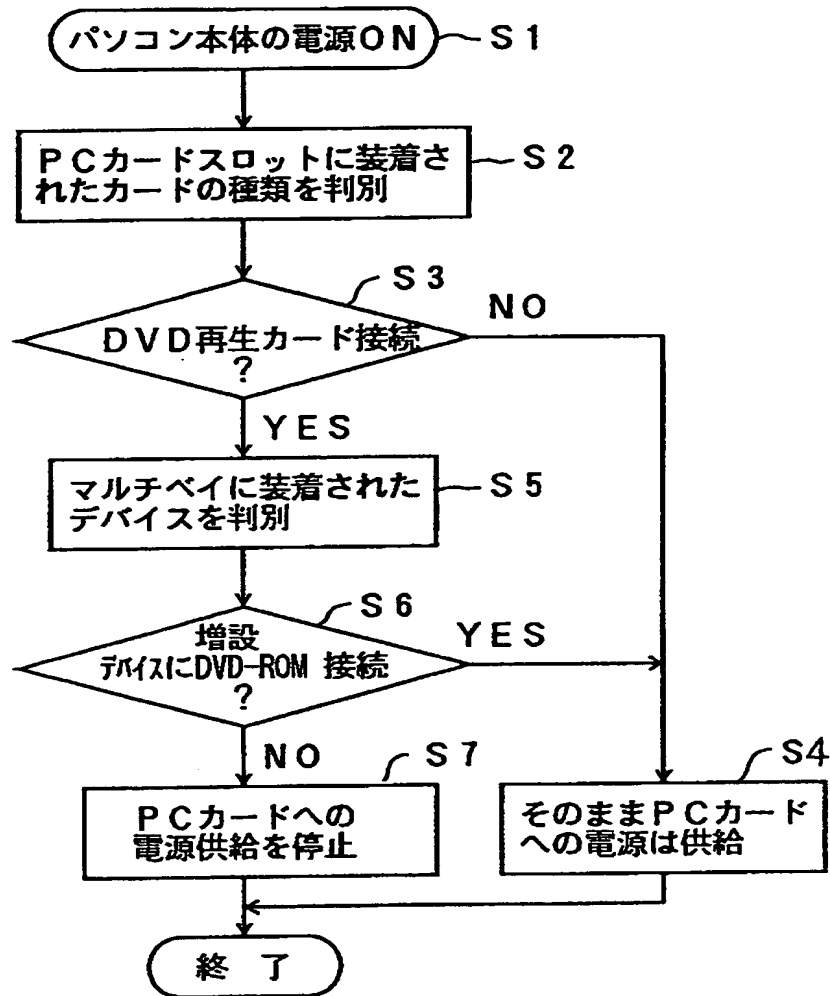 パソコン本体の電源ON
S1
PCカードスロットに装着さ
れたカードの種類を判別
S2
S3
DVD再生カード接続
?
NO
YES
マルチベイに装着された
デバイスを判別
S5
S6
増設
ﾃﾞﾊﾞｲｽにDVD-ROM 接続
?
YES
NO
S7
PCカードへの
電源供給を停止
S4
そのままPCカード
への電源は供給
終了